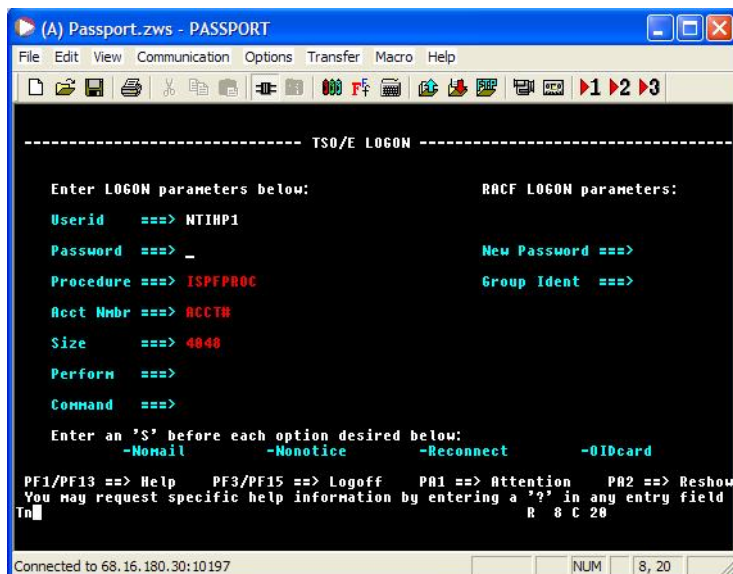 (A) Passport.zws - PASSPORT
File Edit View Communication Options Transfer Macro Help
1 2 3
------------------------------- TSO/E LOGON -----------------------------------
Enter LOGON parameters below: RACF LOGON parameters:
Userid ===> NTIHP1
Password ===> _ New Password ===>
Procedure ===> ISPFPROC Group Ident ===>
Acct Nmbr ===> ACCT#
Size ===> 4048
Perform ===>
Command ===>
Enter an 'S' before each option desired below:
-Nomail -Nonotice -Reconnect -OIDcard
PF1/PF13 ==> Help PF3/PF15 ==> Logoff PA1 ==> Attention PA2 ==> Reshow
You may request specific help information by entering a '?' in any entry field
Tn R 8 C 20
Connected to 68.16.180.30:10197 NUM 8, 20